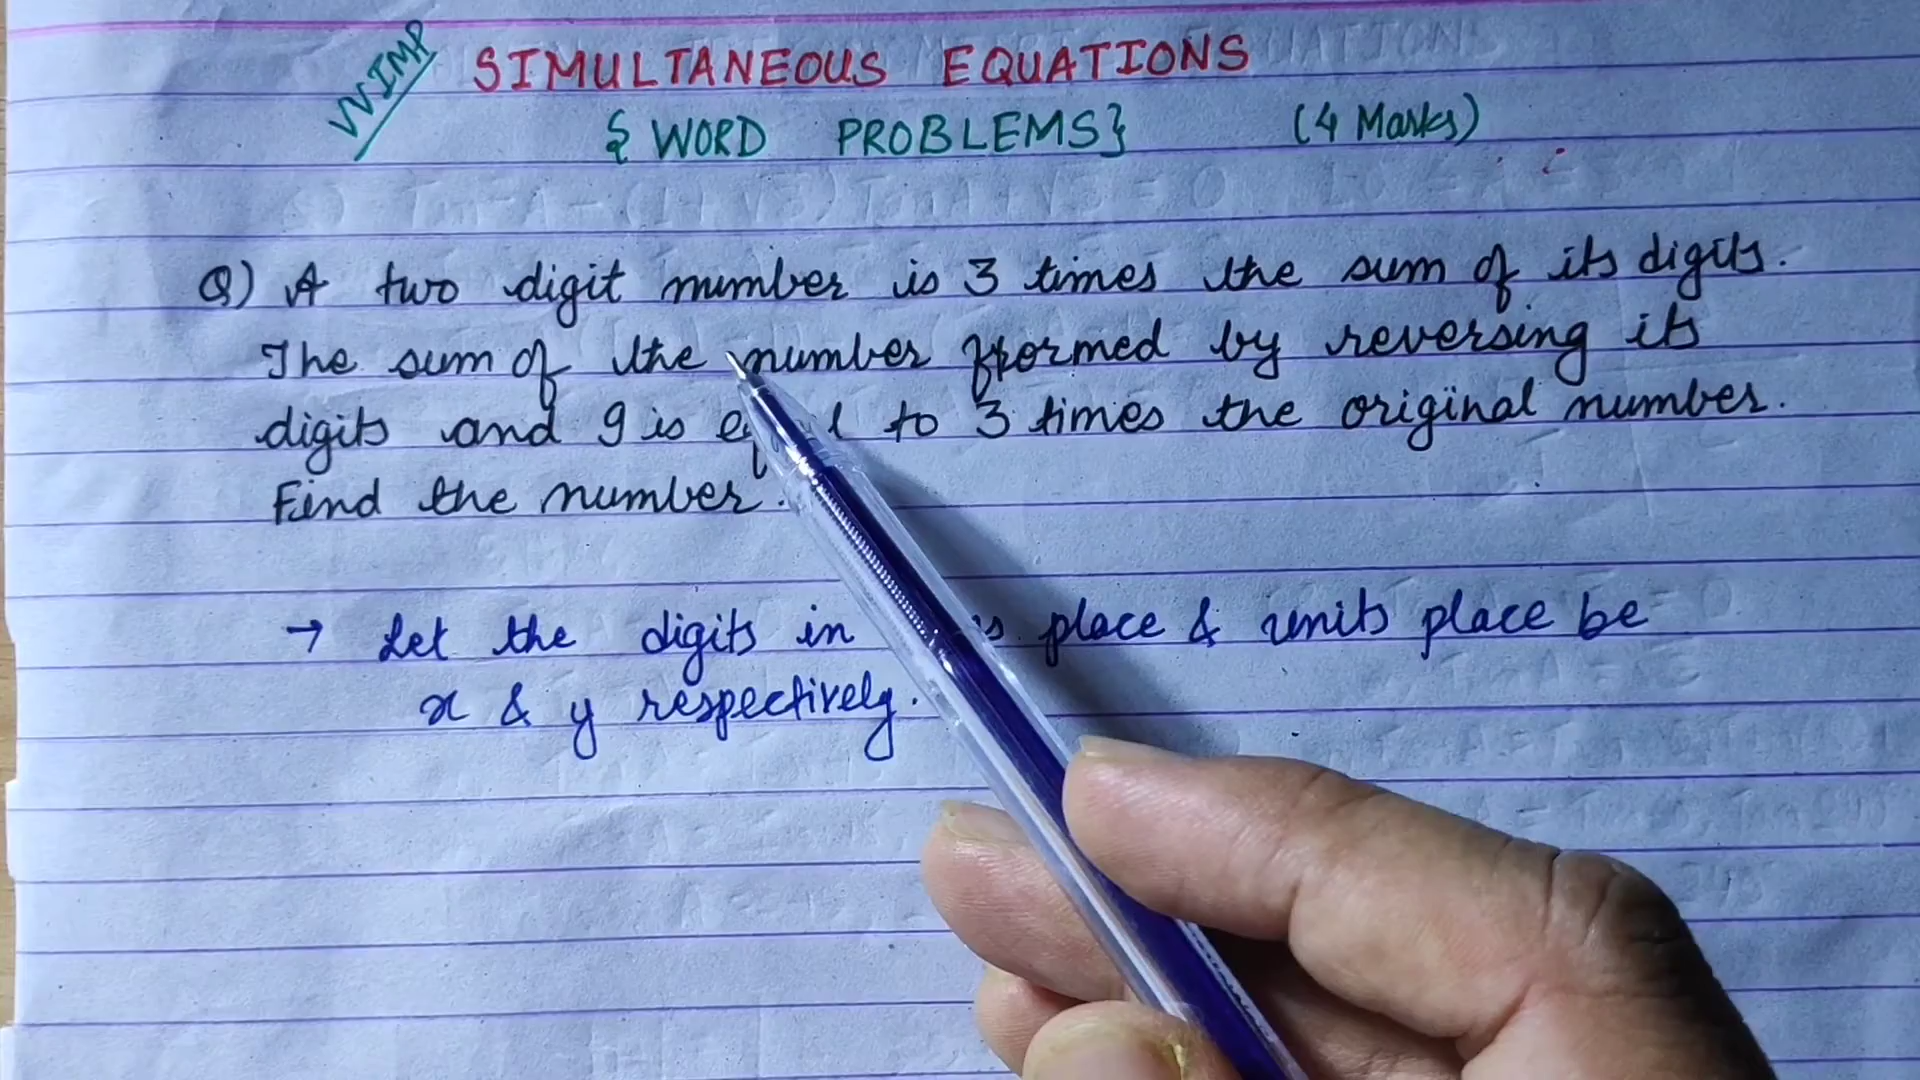 VVIMP
SIMULTANEOUS EQUATIONS
{ WORD PROBLEMS} (4 Marks)
Q) A two digit number is 3 times the sum of its digits.
The sum of the number formed by reversing its
digits and 9 is to 3 times the original number.
Find the number.
→ Let the digits in place & units place be
x & y respectively.